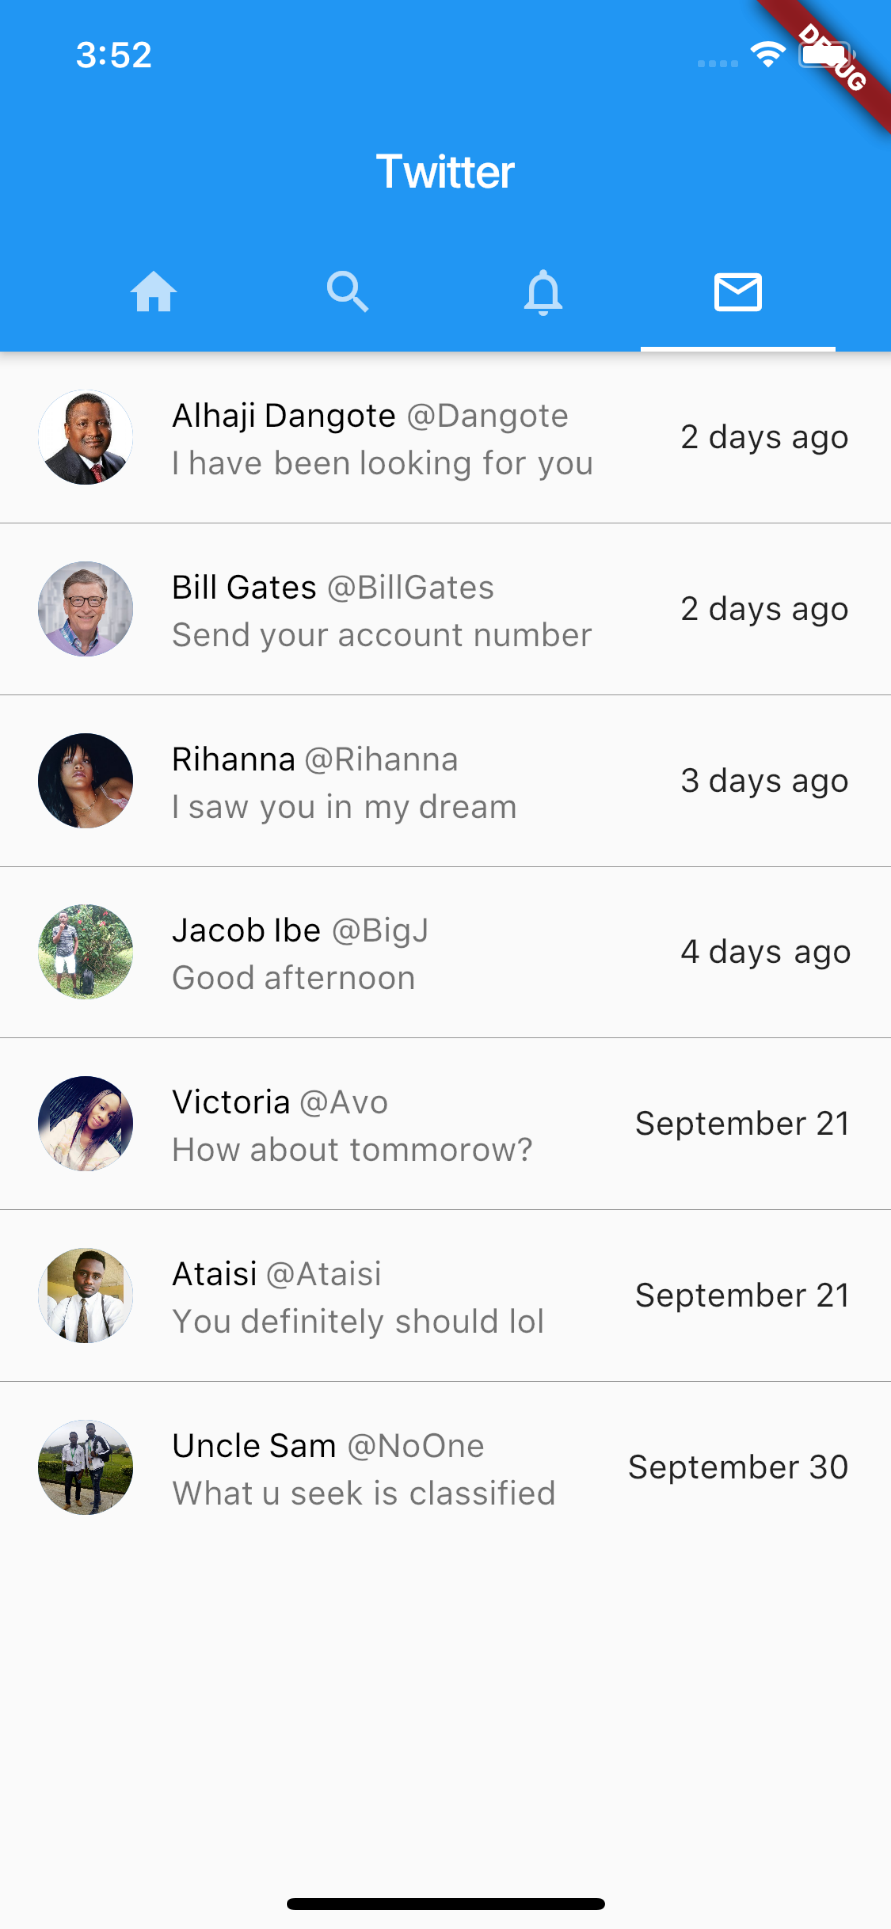 3:52
DEBUG
Twitter
Alhaji Dangote @Dangote
I have been looking for you
2 days ago
Bill Gates @BillGates
Send your account number
2 days ago
Rihanna @Rihanna
I saw you in my dream
3 days ago
Jacob Ibe @BigJ
Good afternoon
4 days ago
Victoria @Avo
How about tommorow?
September 21
Ataisi @Ataisi
You definitely should lol
September 21
Uncle Sam @NoOne
What u seek is classified
September 30